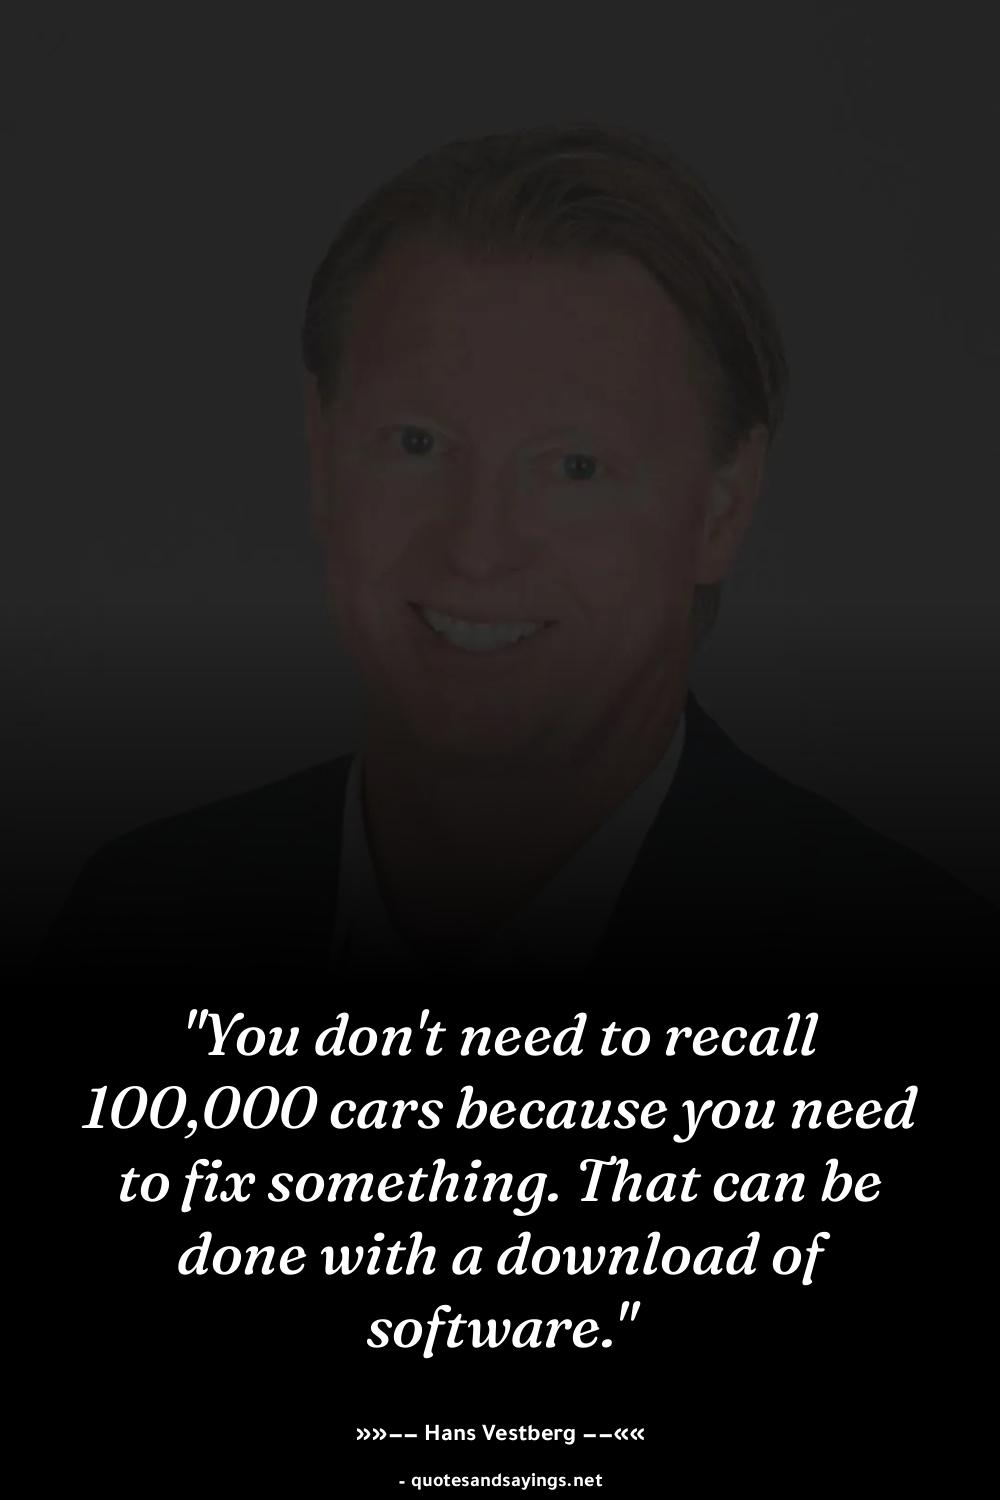 "You don't need to recall
100,000 cars because you need
to fix something. That can be
done with a download of
software."
»»–– Hans Vestberg ––««
- quotesandsayings.net